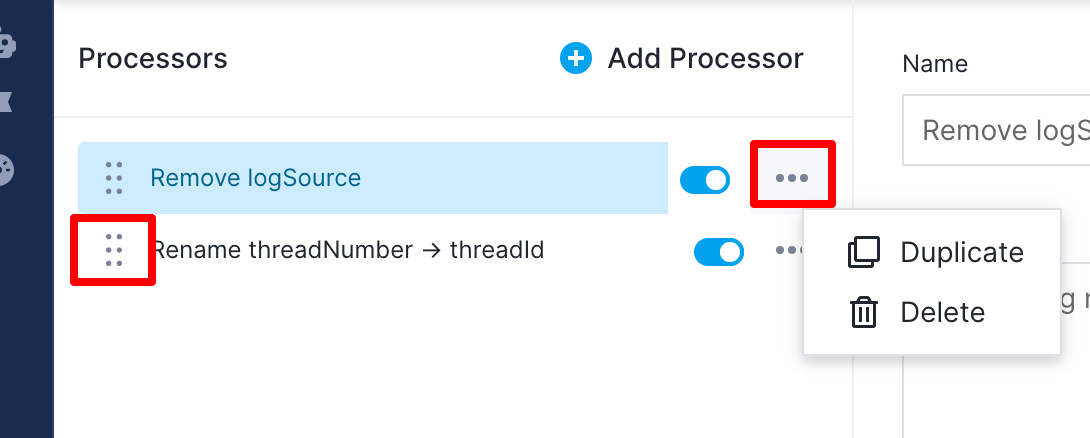 Processors
Add Processor
Name
Remove logSource
Remove logS
Rename threadNumber → threadId
Duplicate
Delete